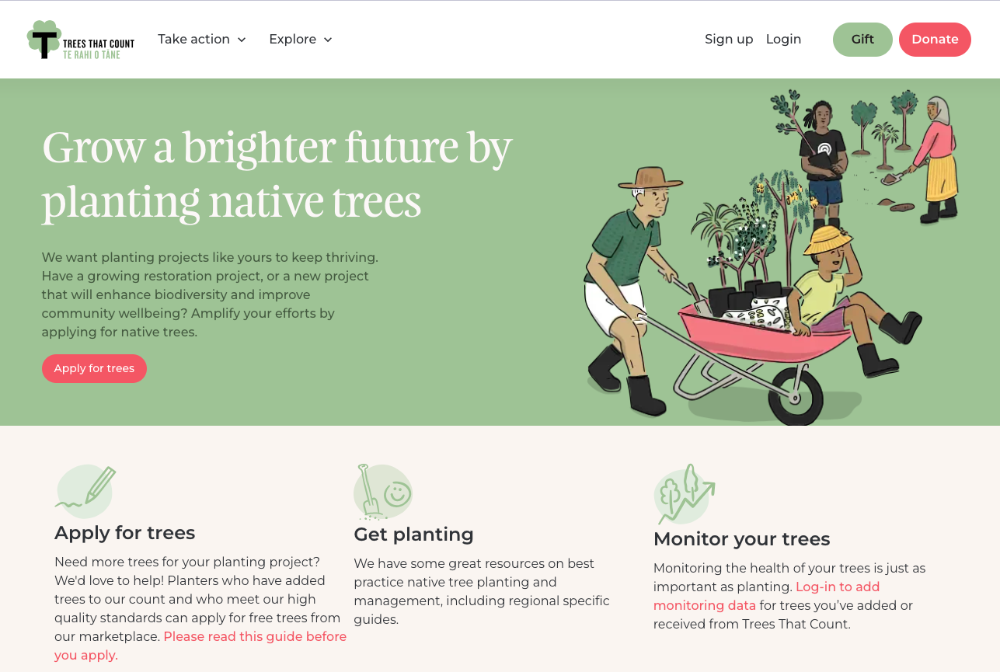 TREES THAT COUNT
TE RAHI O TĀNE
Take action
Explore
Sign up
Login
Gift
Donate
Grow a brighter future by
planting native trees
We want planting projects like yours to keep thriving.
Have a growing restoration project, or a new project
that will enhance biodiversity and improve
community wellbeing? Amplify your efforts by
applying for native trees.
Apply for trees
Apply for trees
Need more trees for your planting project?
We'd love to help! Planters who have added
trees to our count and who meet our high
quality standards can apply for free trees from
our marketplace. Please read this guide before
you apply.
Get planting
We have some great resources on best
practice native tree planting and
management, including regional specific
guides.
Monitor your trees
Monitoring the health of your trees is just as
important as planting. Log-in to add
monitoring data for trees you’ve added or
received from Trees That Count.